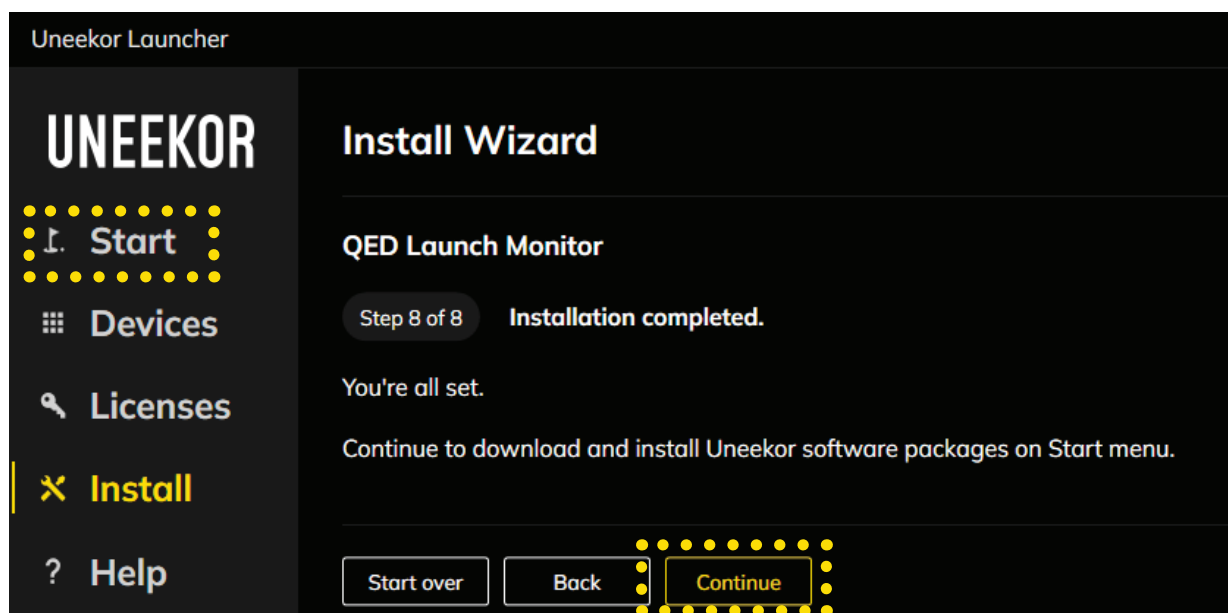 Uneekor Launcher
UNEEKOR
Start
Devices
Licenses
Install
? Help
Install Wizard
QED Launch Monitor
Step 8 of 8 Installation completed.
You're all set.
Continue to download and install Uneekor software packages on Start menu.
Start over Back Continue